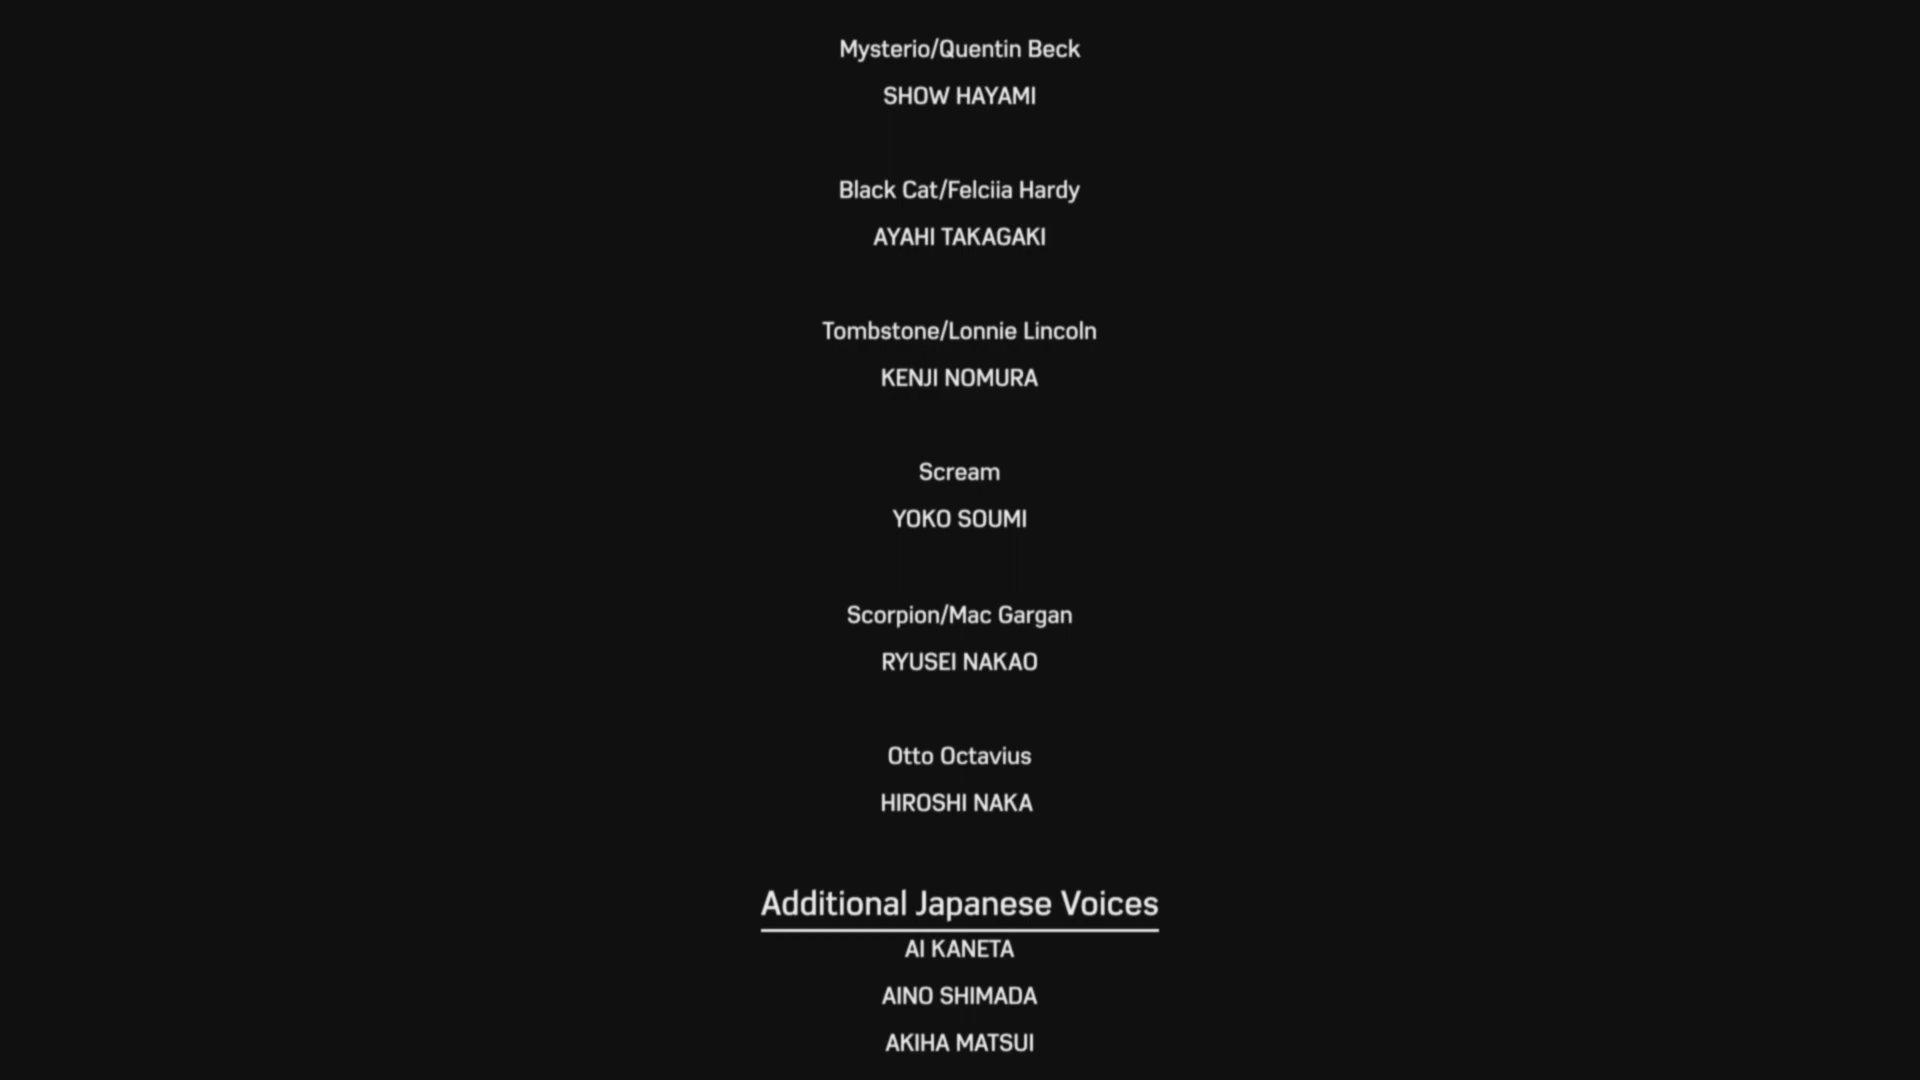 Mysterio/Quentin Beck
SHOW HAYAMI
Black Cat/Felciia Hardy
AYAHI TAKAGAKI
Tombstone/Lonnie Lincoln
KENJI NOMURA
Scream
YOKO SOUMI
Scorpion/Mac Gargan
RYUSEI NAKAO
Otto Octavius
HIROSHI NAKA
Additional Japanese Voices
AI KANETA
AINO SHIMADA
AKIHA MATSUI